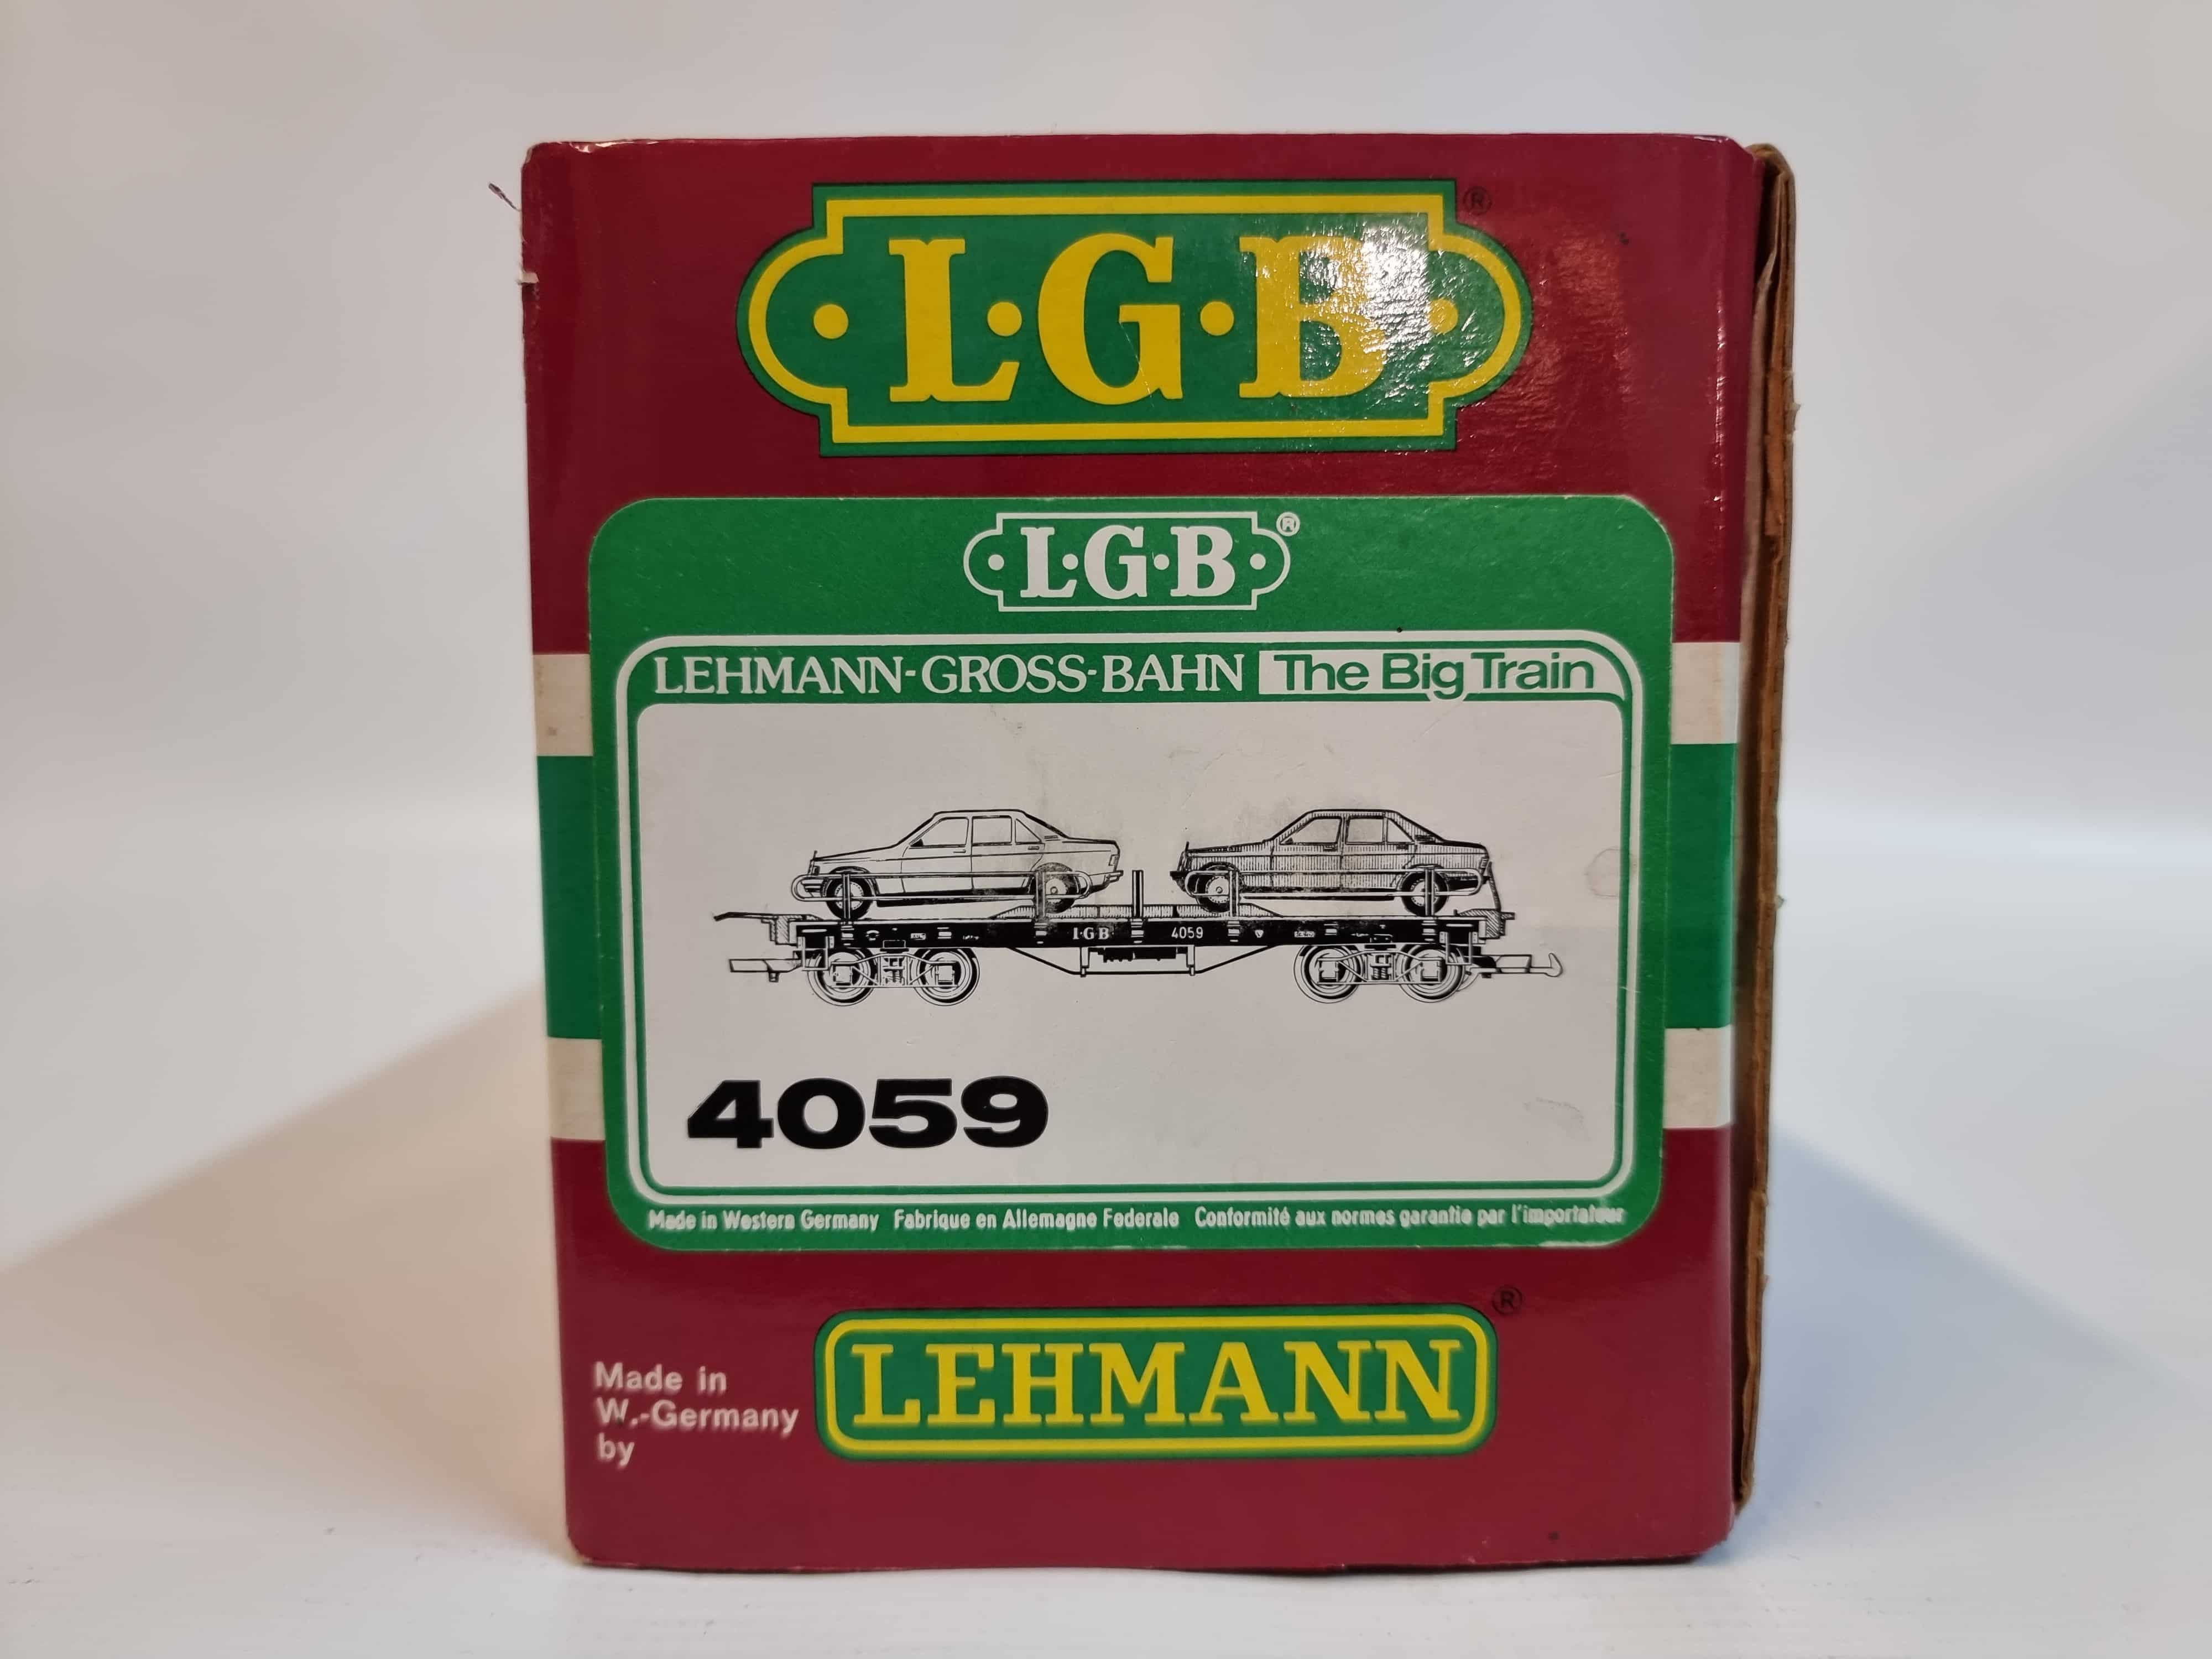 L·G·B ®
L·G·B ®
LEHMANN-GROSS-BAHN The Big Train
L·G·B 4059
4059
Made in Western Germany Fabrique en Allemagne Federale Conformité aux normes garantie par l'importateur
LEHMANN ®
Made in
W.-Germany
by